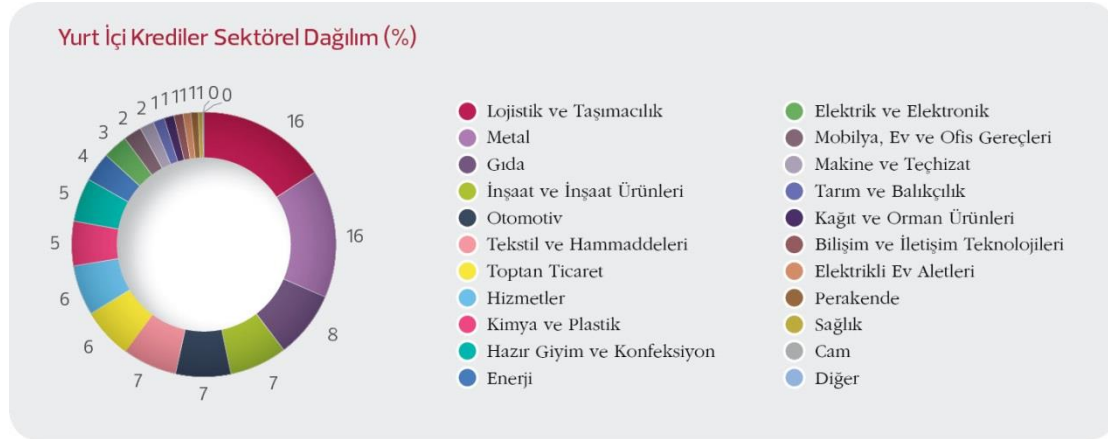 Yurt İçi Krediler Sektörel Dağılım (%)
16
16
8
7
7
7
6
6
5
5
4
3
2
2
1
1
1
1
1
1
0
0
Lojistik ve Taşımacılık
Metal
Gıda
İnşaat ve İnşaat Ürünleri
Otomotiv
Tekstil ve Hammaddeleri
Toptan Ticaret
Hizmetler
Kimya ve Plastik
Hazır Giyim ve Konfeksiyon
Enerji
Elektrik ve Elektronik
Mobilya, Ev ve Ofis Gereçleri
Makine ve Teçhizat
Tarım ve Balıkçılık
Kağıt ve Orman Ürünleri
Bilişim ve İletişim Teknolojileri
Elektrikli Ev Aletleri
Perakende
Sağlık
Cam
Diğer